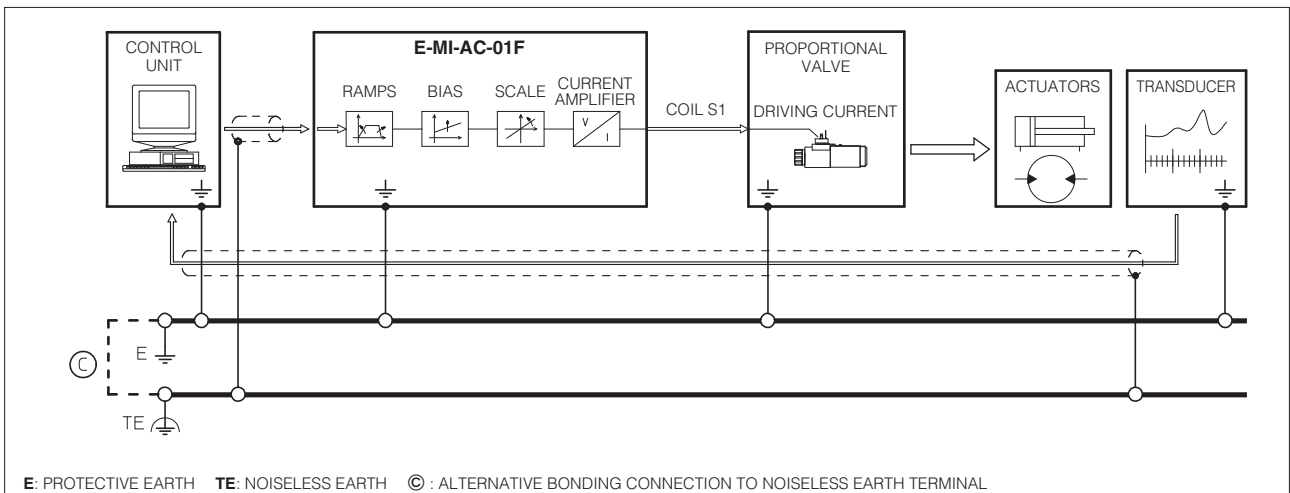 CONTROL
UNIT
E-MI-AC-01F
RAMPS
BIAS
SCALE
CURRENT
AMPLIFIER
V
I
COIL S1
PROPORTIONAL
VALVE
DRIVING CURRENT
ACTUATORS
TRANSDUCER
E
C
TE
E: PROTECTIVE EARTH TE: NOISELESS EARTH © : ALTERNATIVE BONDING CONNECTION TO NOISELESS EARTH TERMINAL